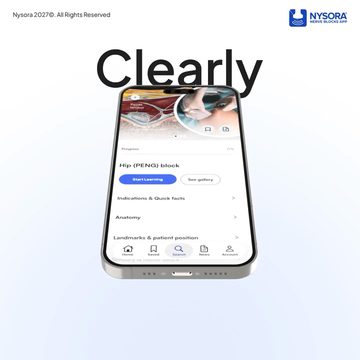 Nysora 2027©. All Rights Reserved
NYSORA
NERVE BLOCKS APP
Clearly
Progress
Hip (PENG) block
Start Learning
See gallery
Indications & Quick facts
Anatomy
Landmarks & patient position
Home
Saved
Search
News
Account